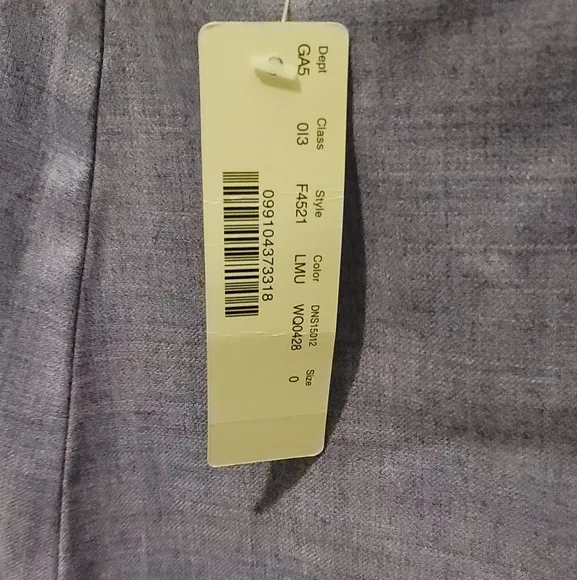 Dept Class Style Color DNS15012 Size
GA5 0I3 F4521 LMU WQ0428 0
099104373318